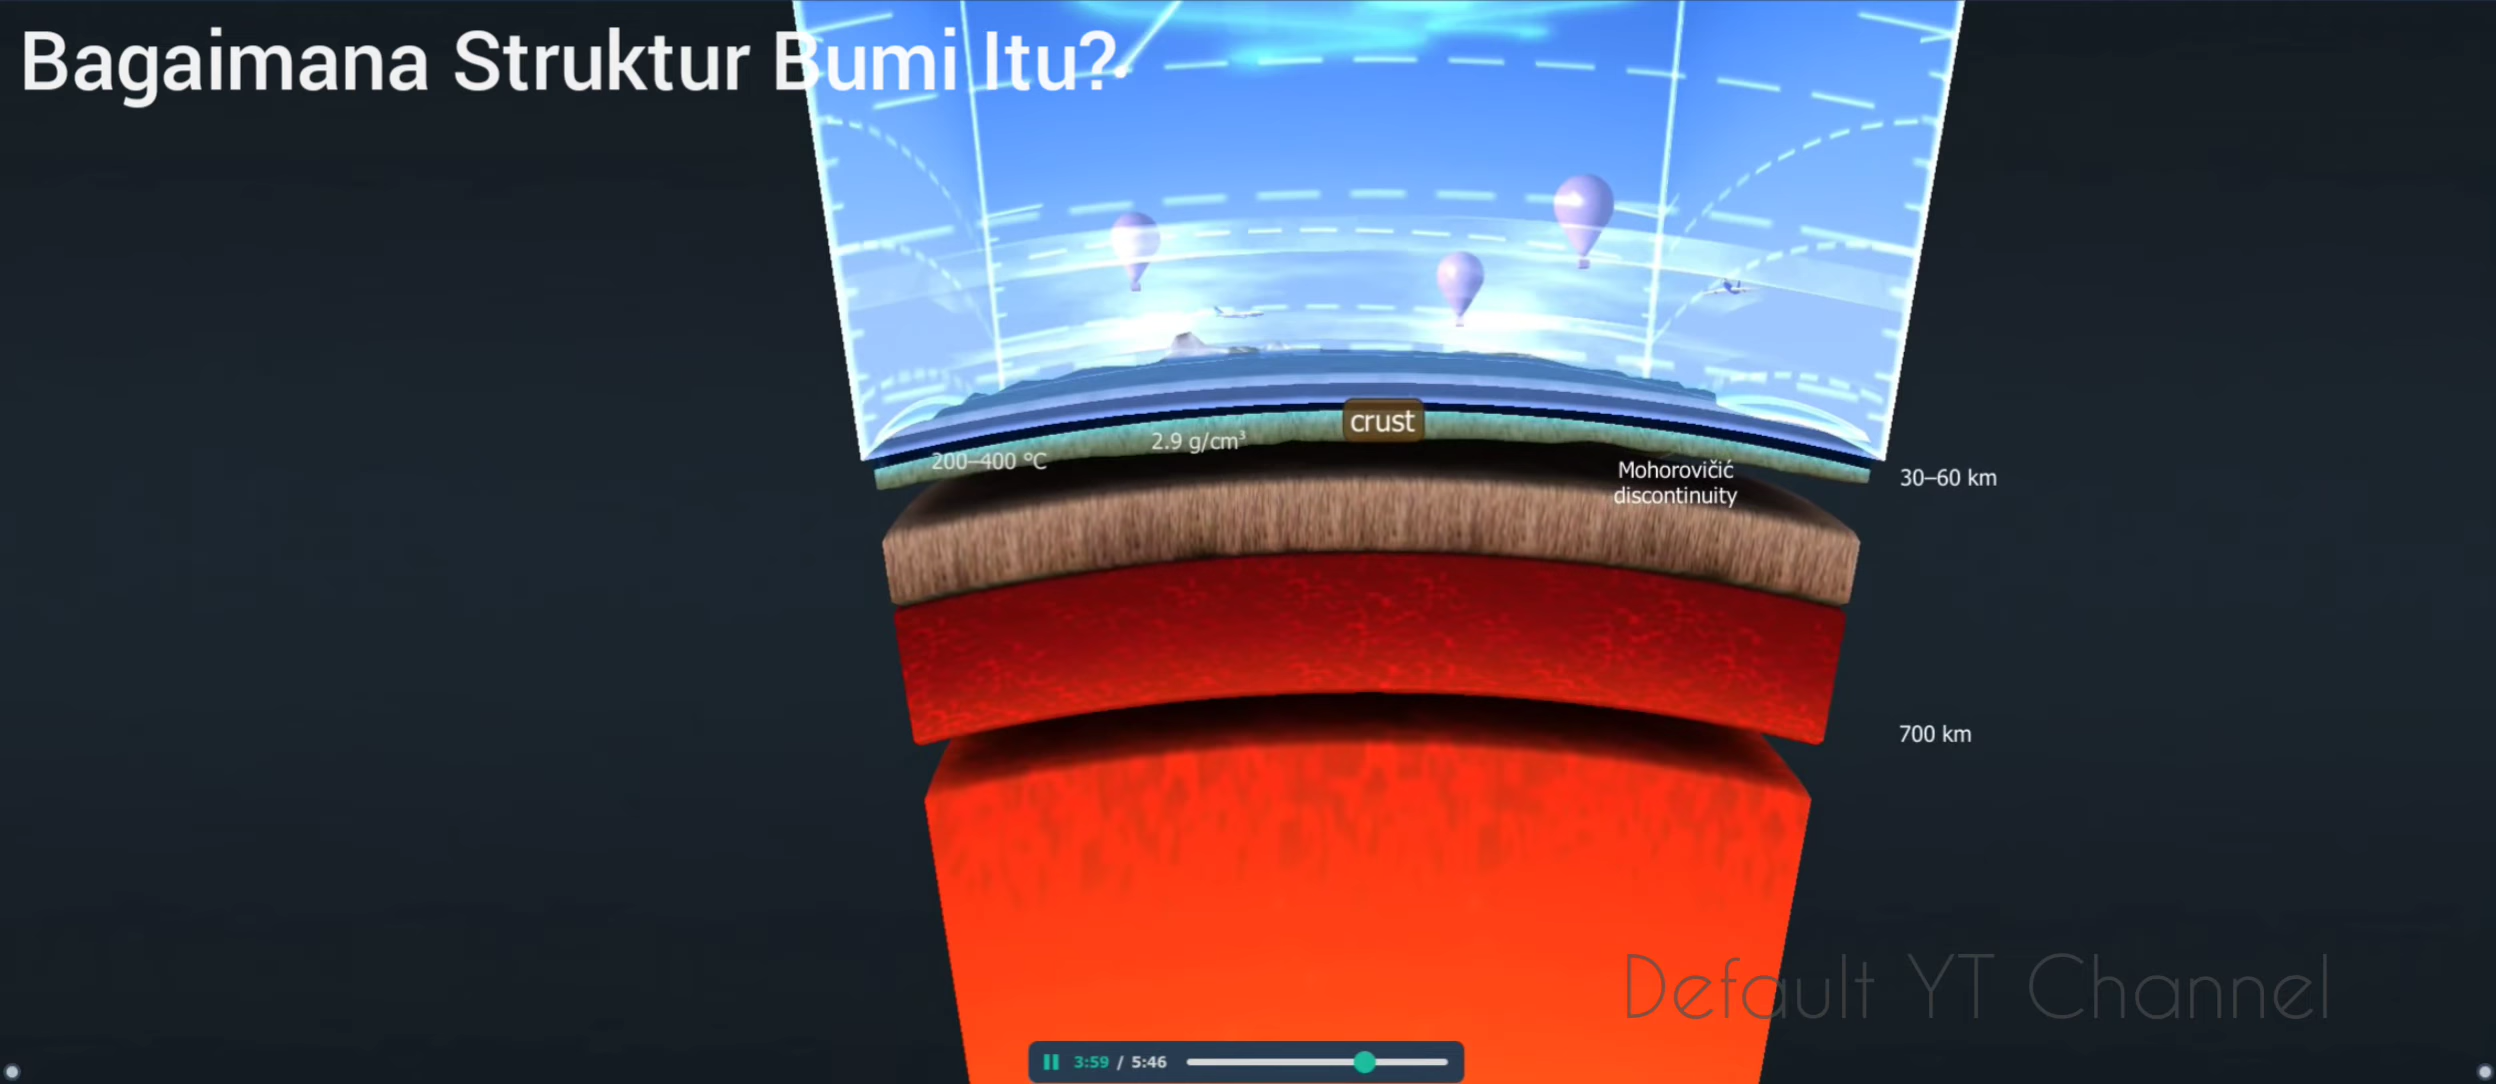 Bagaimana Struktur Bumi Itu?
crust
2.9 g/cm³
200–400 °C
Mohorovičić
discontinuity
30–60 km
700 km
Default YT Channel
3:59 / 5:46